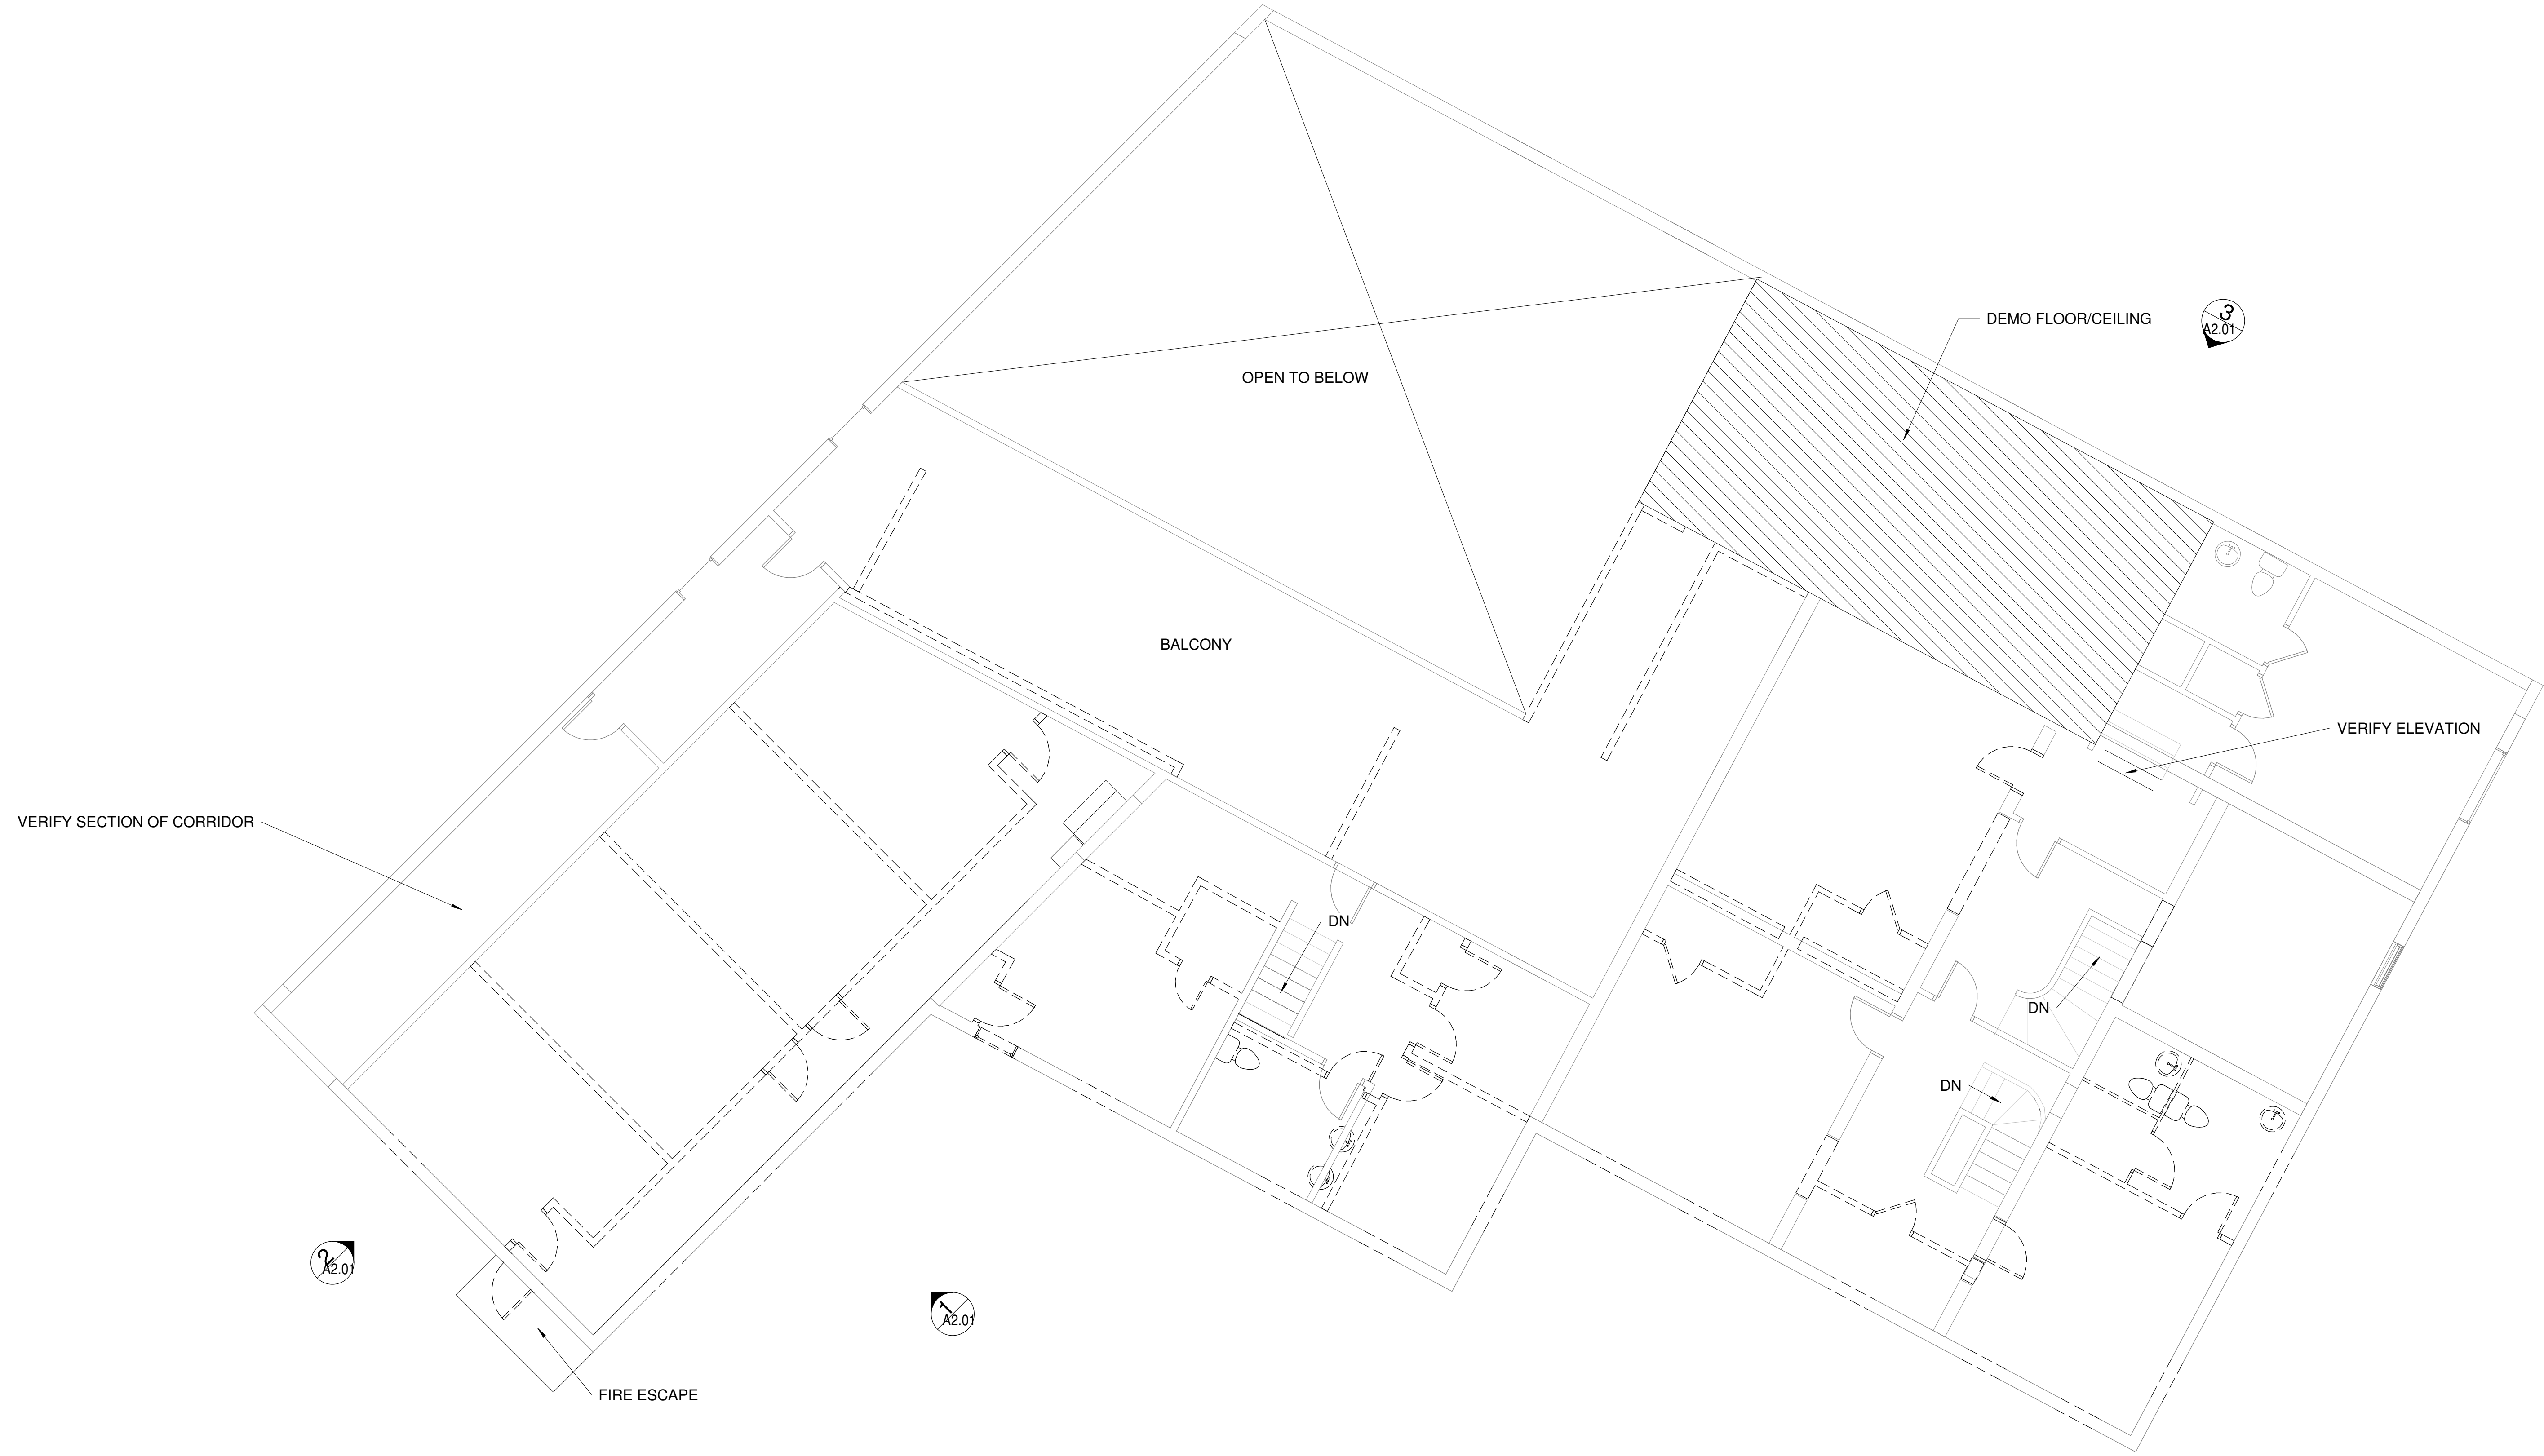 DEMO FLOOR/CEILING
3
A2.01
OPEN TO BELOW
BALCONY
VERIFY ELEVATION
VERIFY SECTION OF CORRIDOR
DN
DN
DN
2
A2.01
1
A2.01
FIRE ESCAPE